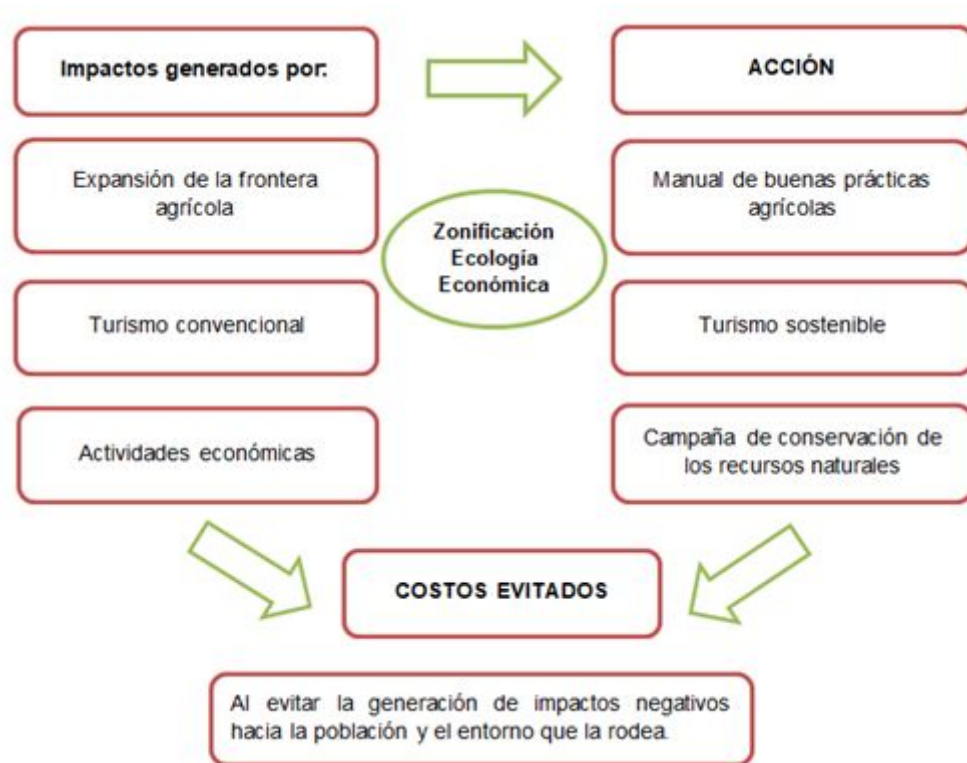 Impactos generados por:
ACCIÓN
Expansión de la frontera
agrícola
Manual de buenas prácticas
agrícolas
Zonificación
Ecología
Económica
Turismo convencional
Turismo sostenible
Actividades económicas
Campaña de conservación de
los recursos naturales
COSTOS EVITADOS
Al evitar la generación de impactos negativos
hacia la población y el entorno que la rodea.